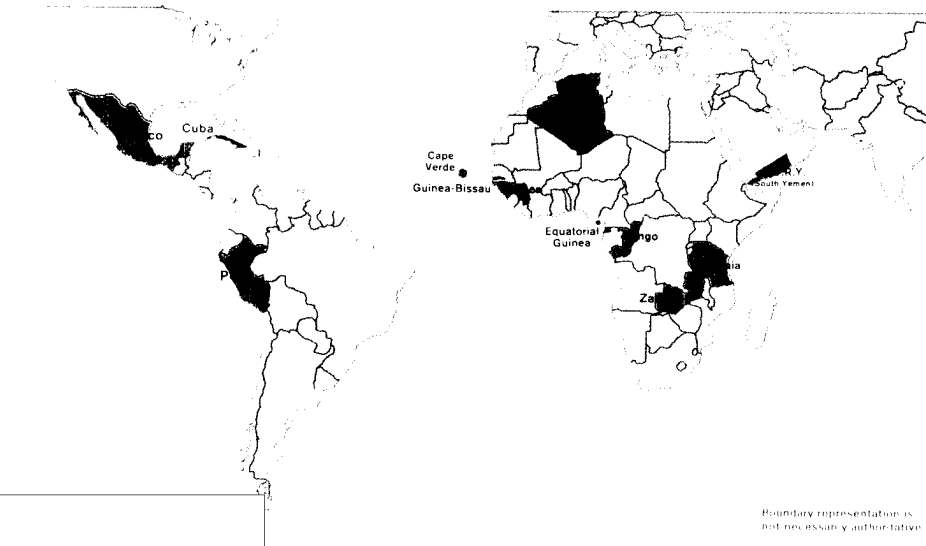 co
Cuba
Cape
Verde
Guinea-Bissau
R.Y.
(South Yemen)
Equatorial
Guinea
ngo
P
ia
Za
Boundary representation is
not necessarily authoritative